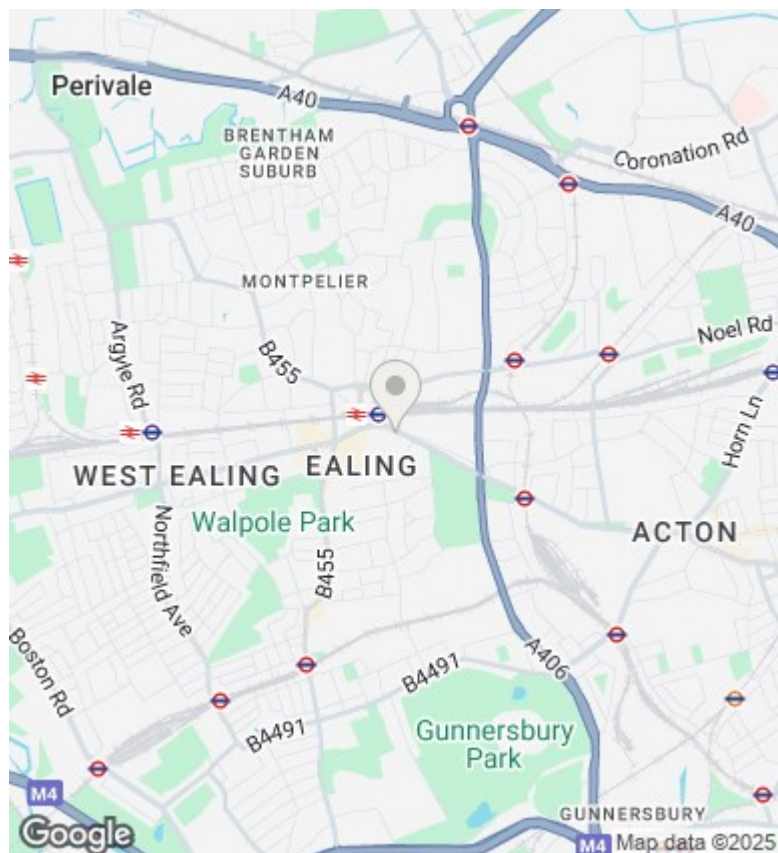 Perivale
A40
BRENTHAM
GARDEN
SUBURB
Coronation Rd
A40
MONTPELIER
Noel Rd
Argyle Rd
B455
Horn Ln
WEST EALING
EALING
Walpole Park
ACTON
Northfield Ave
B455
Boston Rd
B4491
A406
B4491
Gunnersbury
Park
M4
GUNNERSBURY
Google
M4
Map data ©2025